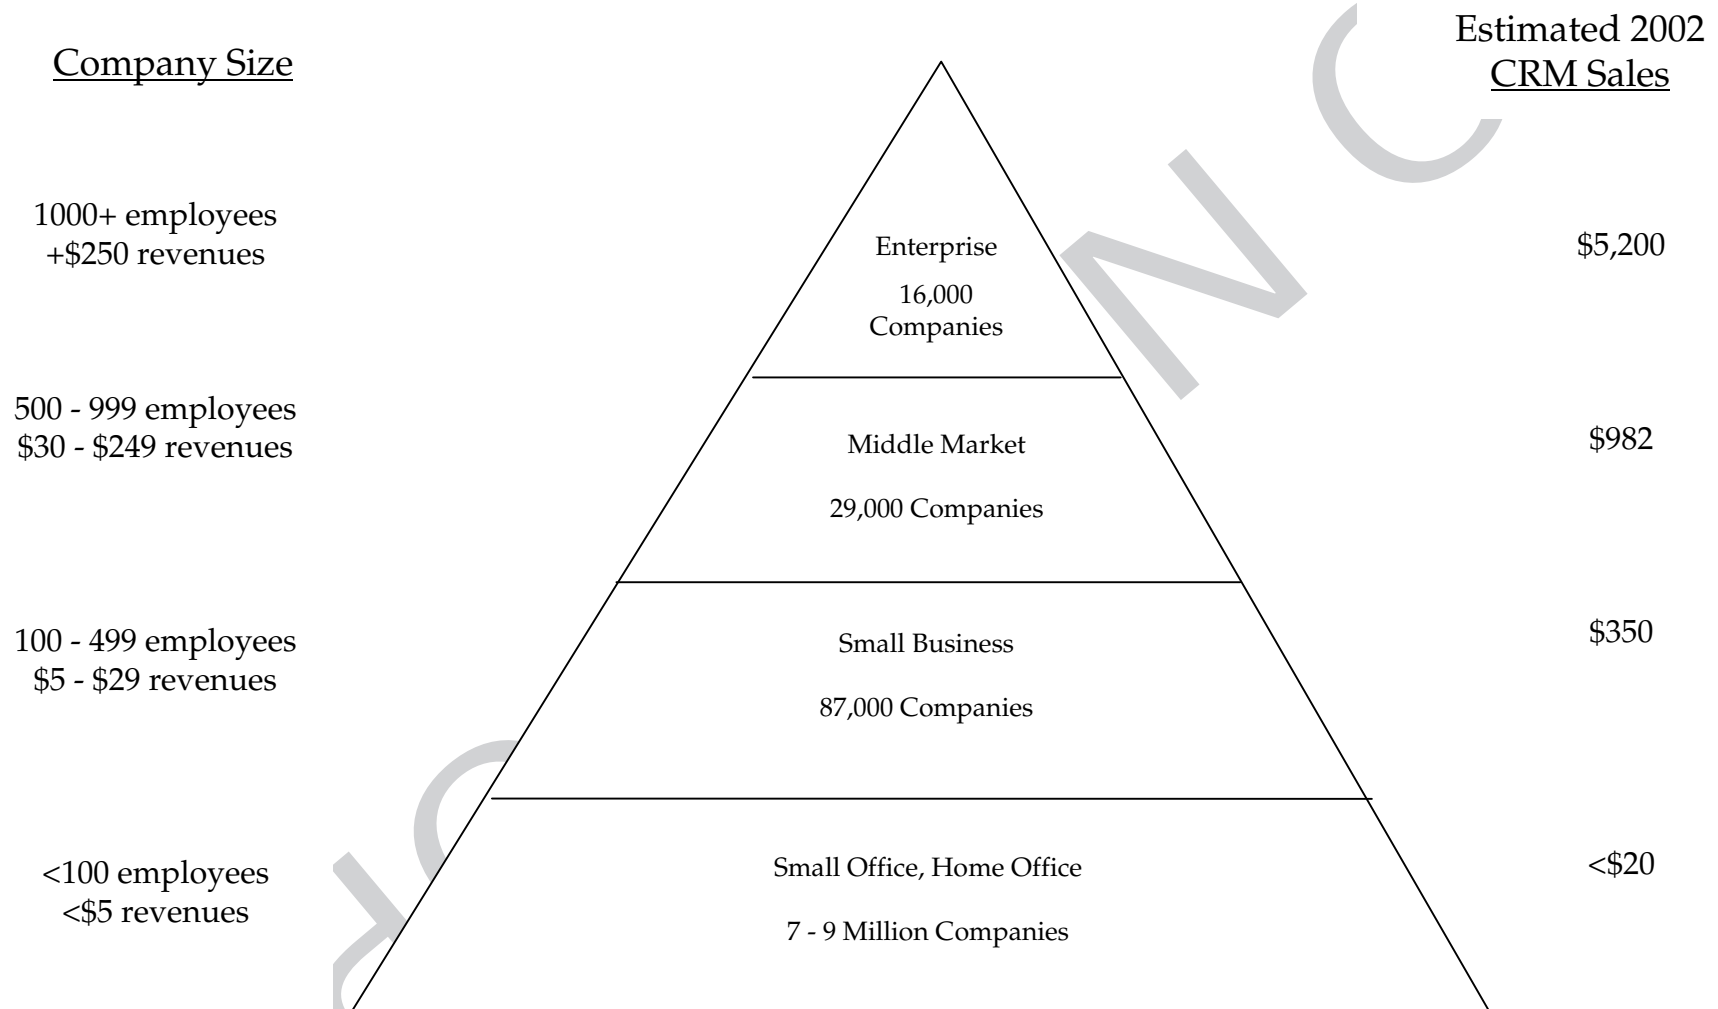 Estimated 2002
Company Size
CRM Sales
1000+ employees
+$250 revenues
Enterprise
16,000
Companies
$5,200
500 - 999 employees
$30 - $249 revenues
Middle Market
29,000 Companies
$982
100 - 499 employees
$5 - $29 revenues
Small Business
87,000 Companies
$350
<100 employees
<$5 revenues
Small Office, Home Office
7 - 9 Million Companies
<$20
N C